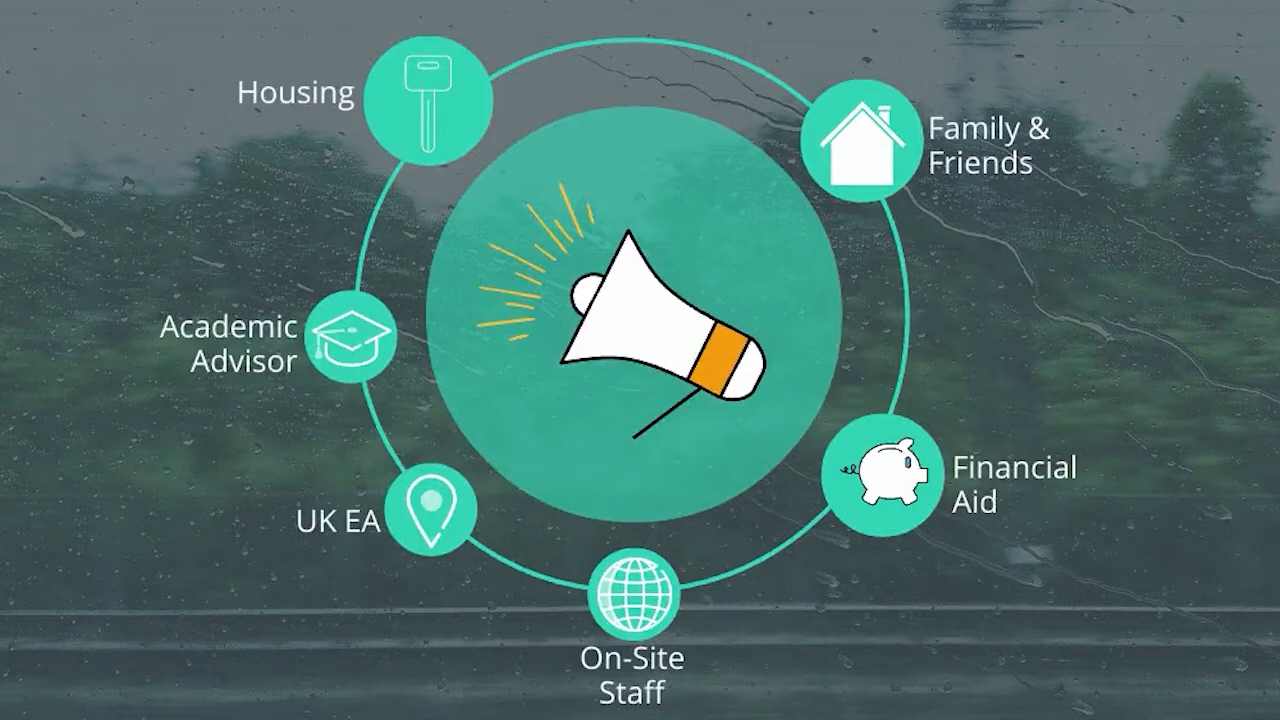 Housing
Family &
Friends
Academic
Advisor
Financial
Aid
UK EA
On-Site
Staff